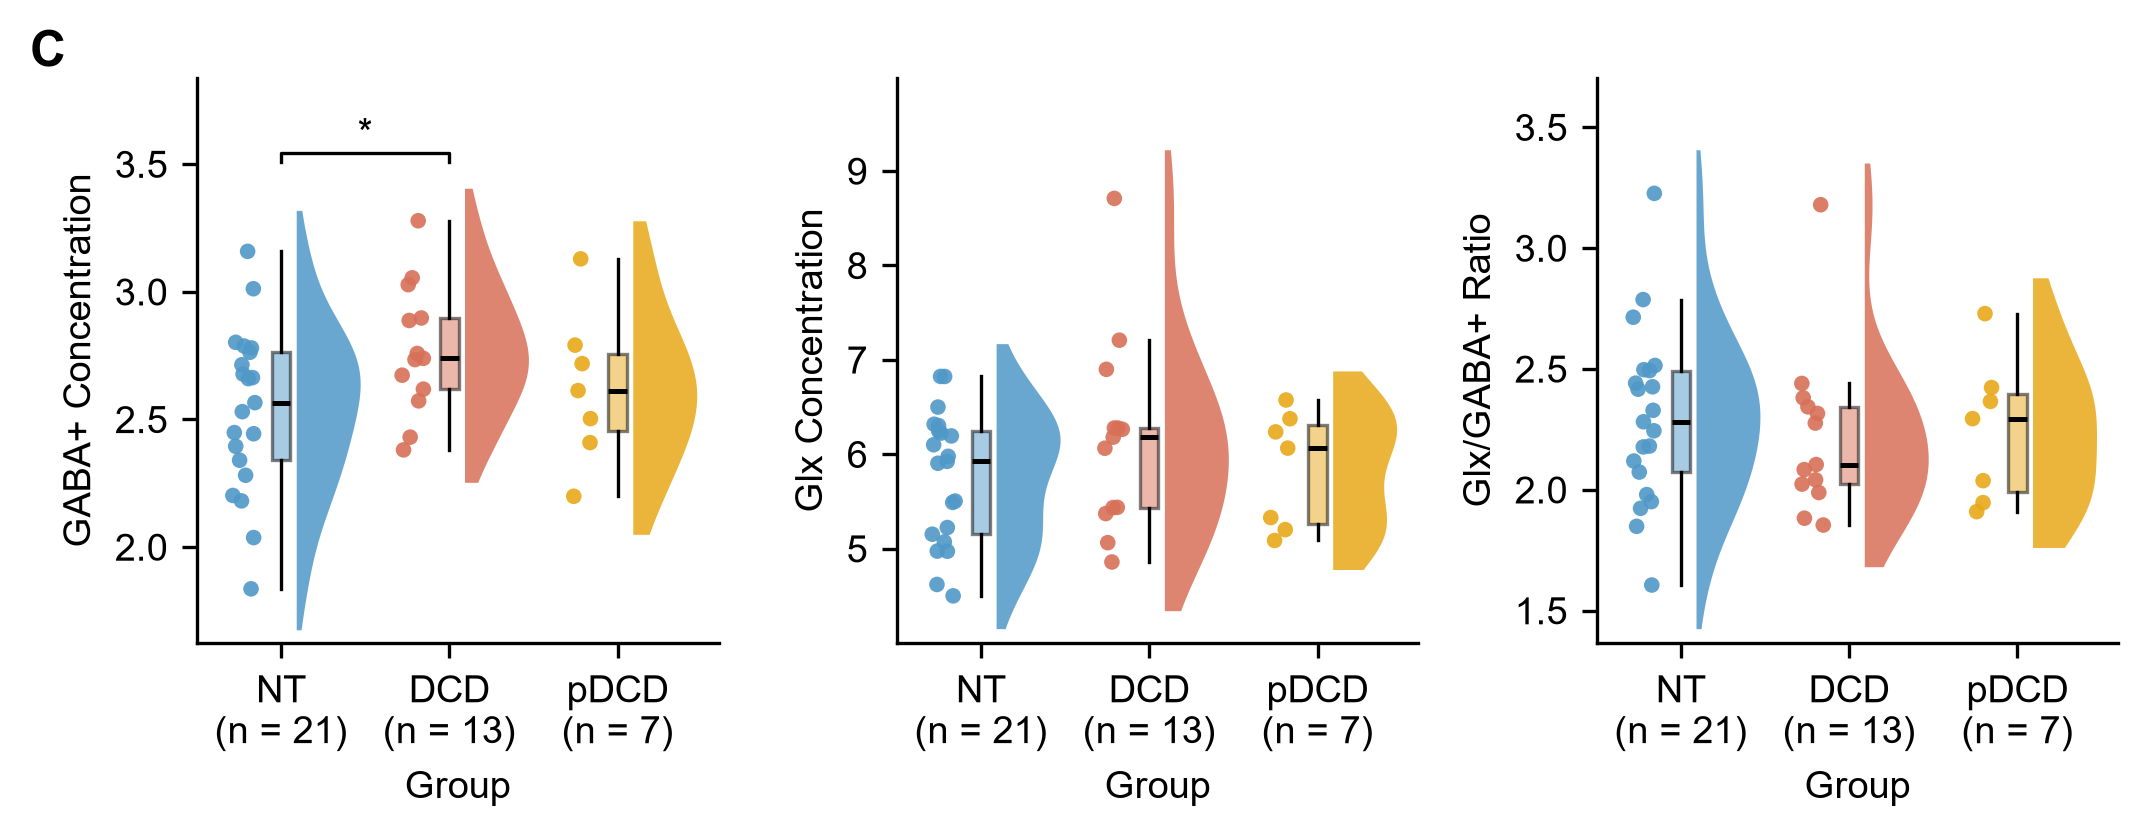 C
*
GABA+ Concentration
3.5
3.0
2.5
2.0
NT
(n = 21)
DCD
(n = 13)
pDCD
(n = 7)
Group
Glx Concentration
9
8
7
6
5
NT
(n = 21)
DCD
(n = 13)
pDCD
(n = 7)
Group
Glx/GABA+ Ratio
3.5
3.0
2.5
2.0
1.5
NT
(n = 21)
DCD
(n = 13)
pDCD
(n = 7)
Group